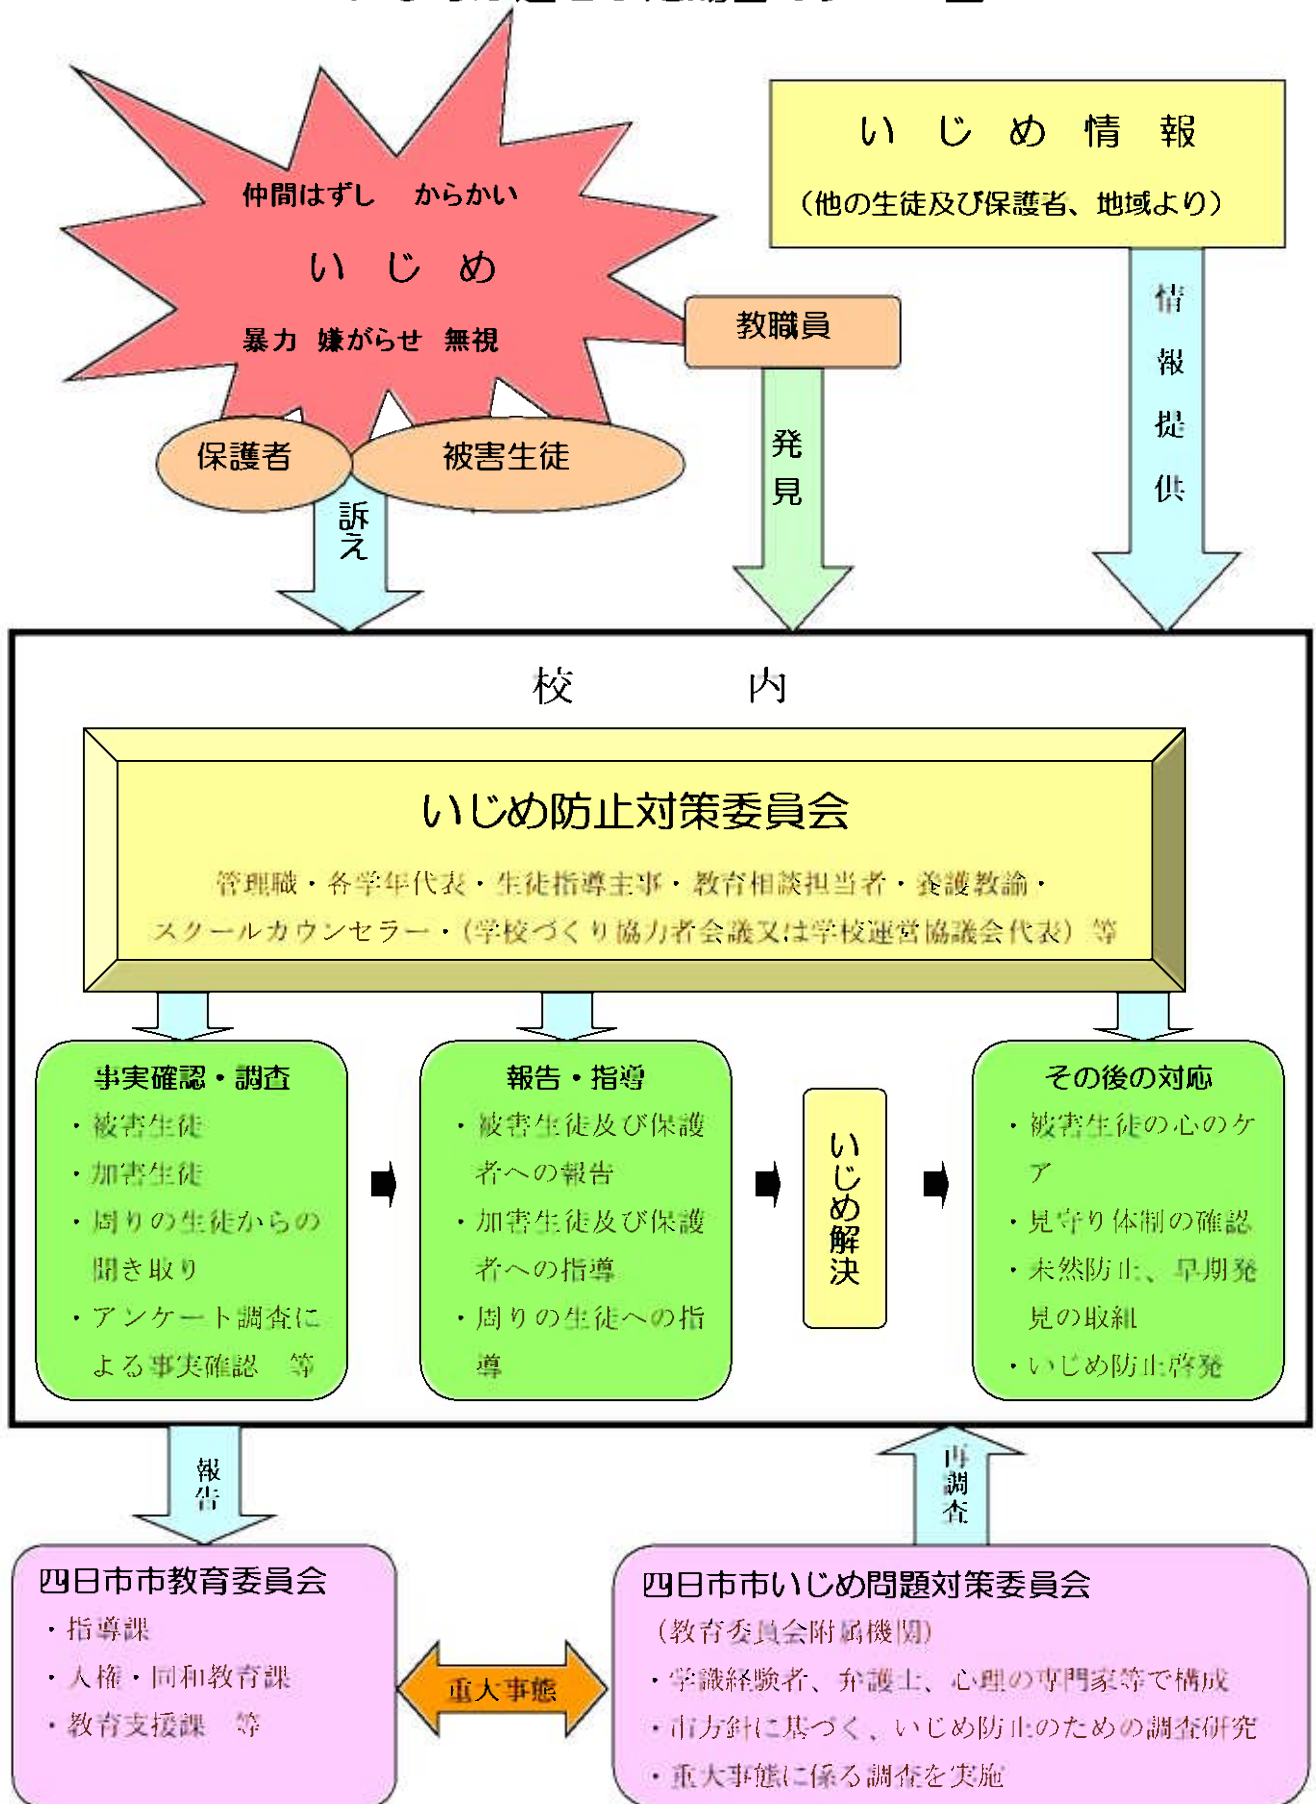 いじめ情報
（他の生徒及び保護者、地域より）
仲間はずし　からかい
いじめ
暴力　嫌がらせ　無視
教職員
保護者
被害生徒
訴え
発見
情報提供
校内
いじめ防止対策委員会
管理職・各学年代表・生徒指導主事・教育相談担当者・養護教諭・
スクールカウンセラー・（学校づくり協力者会議又は学校運営協議会代表）等
事実確認・調査
・被害生徒
・加害生徒
・周りの生徒からの
聞き取り
・アンケート調査に
よる事実確認　等
報告・指導
・被害生徒及び保護
者への報告
・加害生徒及び保護
者への指導
・周りの生徒への指
導
いじめ解決
その後の対応
・被害生徒の心のケ
ア
・見守り体制の確認
・未然防止、早期発
見の取組
・いじめ防止啓発
報告
再調査
四日市市教育委員会
・指導課
・人権・同和教育課
・教育支援課　等
重大事態
四日市市いじめ問題対策委員会
（教育委員会附属機関）
・学識経験者、弁護士、心理の専門家等で構成
・市方針に基づく、いじめ防止のための調査研究
・重大事態に係る調査を実施